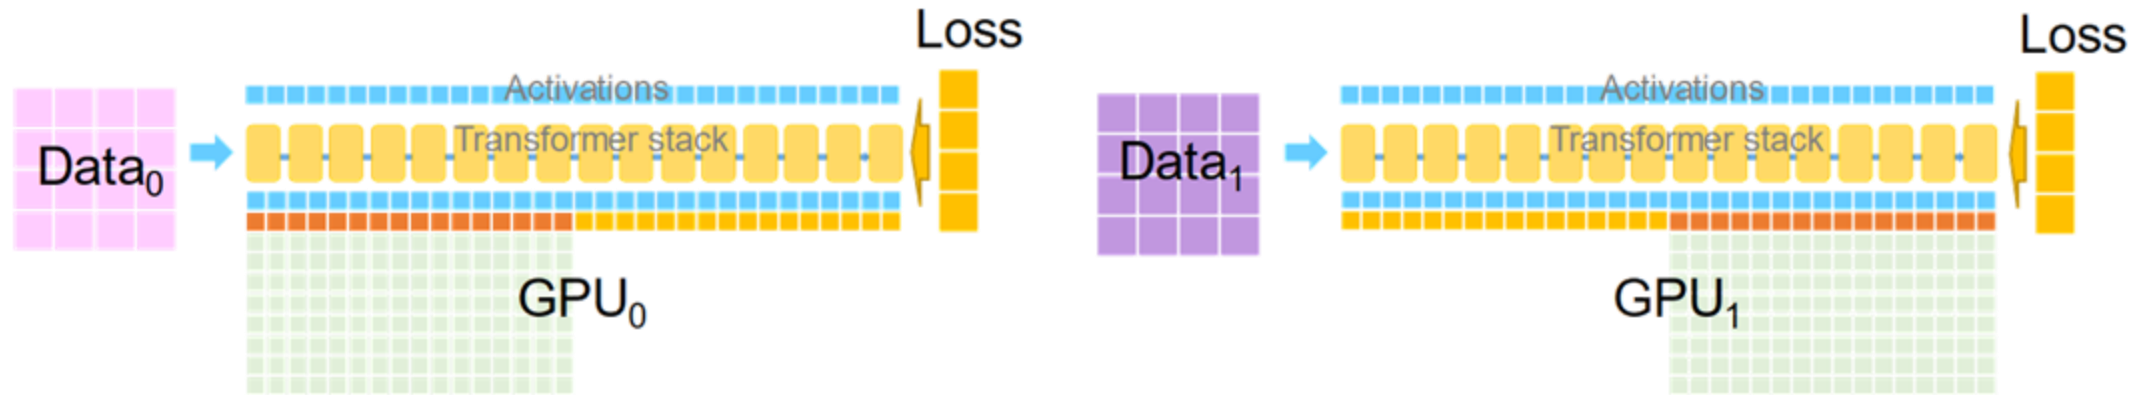 Loss
Activations
Transformer stack
Data₀
GPU₀
Loss
Activations
Transformer stack
Data₁
GPU₁